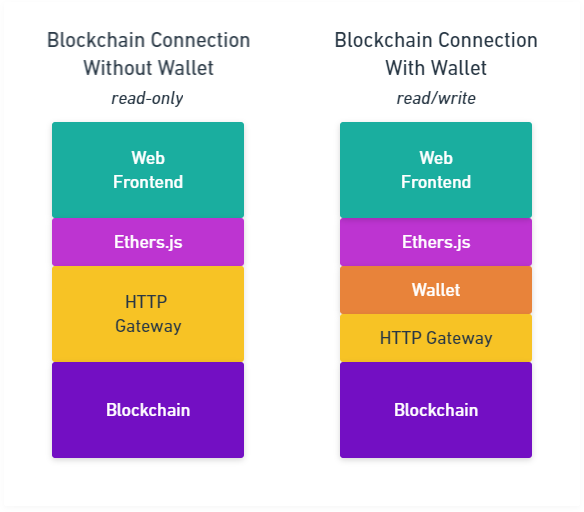 Blockchain Connection
Without Wallet
read-only
Web
Frontend
Ethers.js
HTTP
Gateway
Blockchain
Blockchain Connection
With Wallet
read/write
Web
Frontend
Ethers.js
Wallet
HTTP Gateway
Blockchain